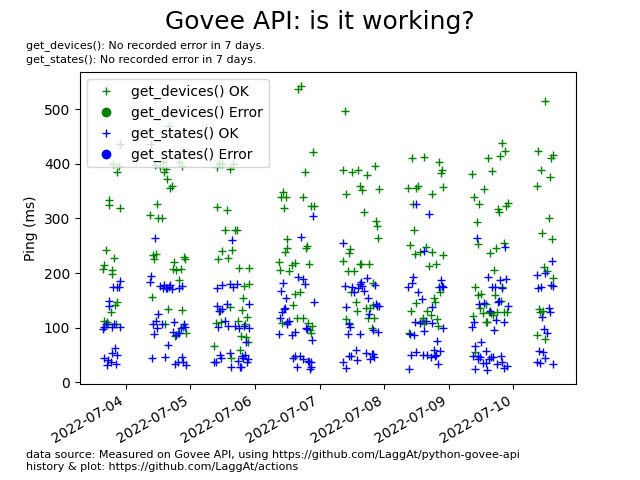 Govee API: is it working?
get_devices(): No recorded error in 7 days.
get_states(): No recorded error in 7 days.
get_devices() OK
get_devices() Error
get_states() OK
get_states() Error
Ping (ms)
500
400
300
200
100
0
2022-07-04
2022-07-05
2022-07-06
2022-07-07
2022-07-08
2022-07-09
2022-07-10
data source: Measured on Govee API, using https://github.com/LaggAt/python-govee-api
history & plot: https://github.com/LaggAt/actions